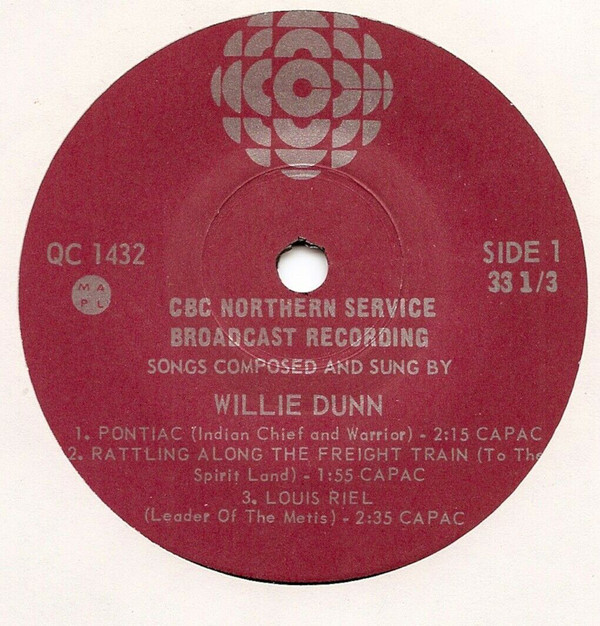 QC 1432
SIDE 1
33 1/3
M A
P L
CBC NORTHERN SERVICE
BROADCAST RECORDING
SONGS COMPOSED AND SUNG BY
WILLIE DUNN
1. PONTIAC (Indian Chief and Warrior) - 2:15 CAPAC
2. RATTLING ALONG THE FREIGHT TRAIN (To The
Spirit Land) - 1:55 CAPAC
3. LOUIS RIEL
(Leader Of The Metis) - 2:35 CAPAC